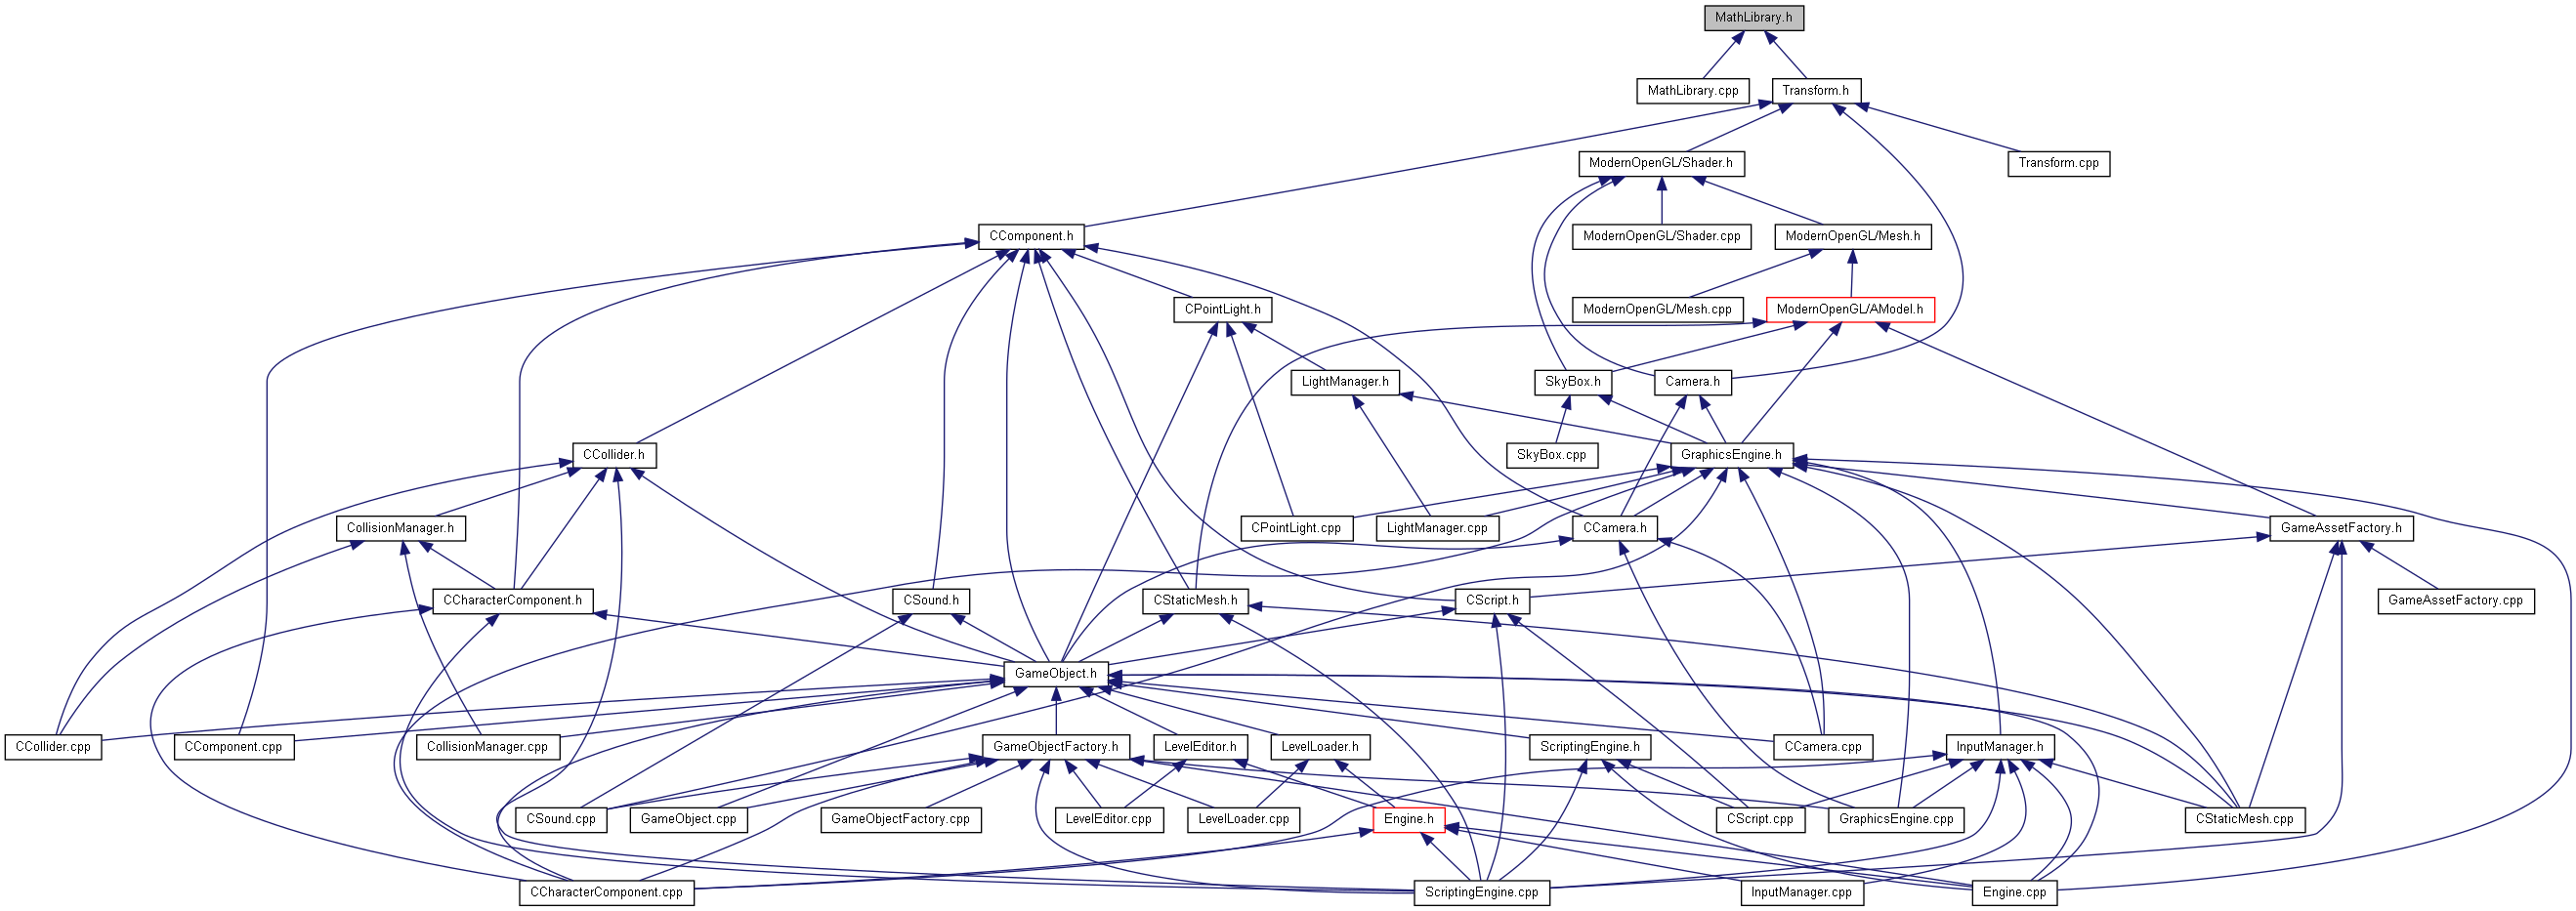 MathLibrary.h
MathLibrary.cpp
Transform.h
ModernOpenGL/Shader.h
Transform.cpp
CComponent.h
ModernOpenGL/Shader.cpp
ModernOpenGL/Mesh.h
CPointLight.h
ModernOpenGL/Mesh.cpp
ModernOpenGL/AModel.h
LightManager.h
SkyBox.h
Camera.h
CCollider.h
SkyBox.cpp
GraphicsEngine.h
CollisionManager.h
CPointLight.cpp
LightManager.cpp
CCamera.h
GameAssetFactory.h
CCharacterComponent.h
CSound.h
CStaticMesh.h
CScript.h
GameAssetFactory.cpp
GameObject.h
CCollider.cpp
CComponent.cpp
CollisionManager.cpp
GameObjectFactory.h
LevelEditor.h
LevelLoader.h
ScriptingEngine.h
CCamera.cpp
InputManager.h
CSound.cpp
GameObject.cpp
GameObjectFactory.cpp
LevelEditor.cpp
LevelLoader.cpp
Engine.h
CScript.cpp
GraphicsEngine.cpp
CStaticMesh.cpp
CCharacterComponent.cpp
ScriptingEngine.cpp
InputManager.cpp
Engine.cpp